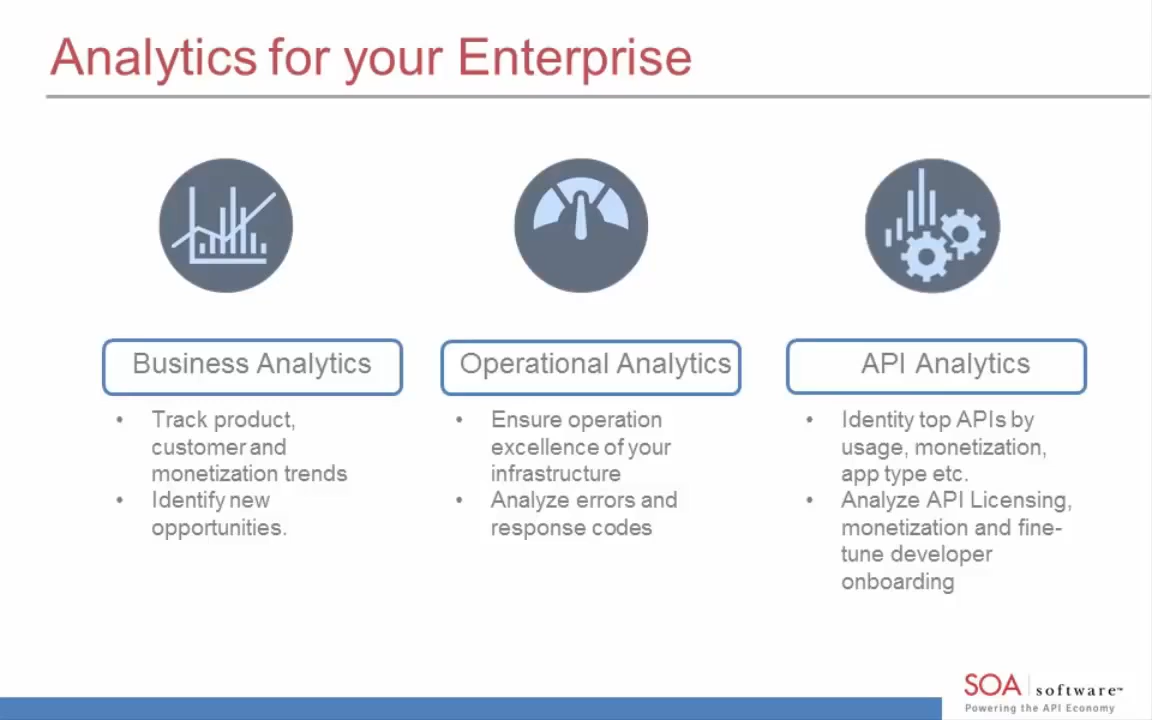 Analytics for your Enterprise
Business Analytics
• Track product,
customer and
monetization trends
• Identify new
opportunities.
Operational Analytics
• Ensure operation
excellence of your
infrastructure
• Analyze errors and
response codes
API Analytics
• Identity top APIs by
usage, monetization,
app type etc.
• Analyze API Licensing,
monetization and fine-
tune developer
onboarding
SOA software™
Powering the API Economy